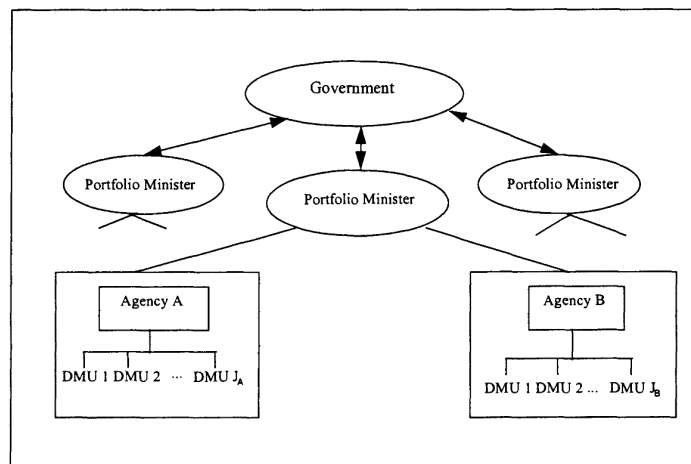 Government
Portfolio Minister
Portfolio Minister
Portfolio Minister
Agency A
DMU 1 DMU 2 ... DMU J_A
Agency B
DMU 1 DMU 2 ... DMU J_B